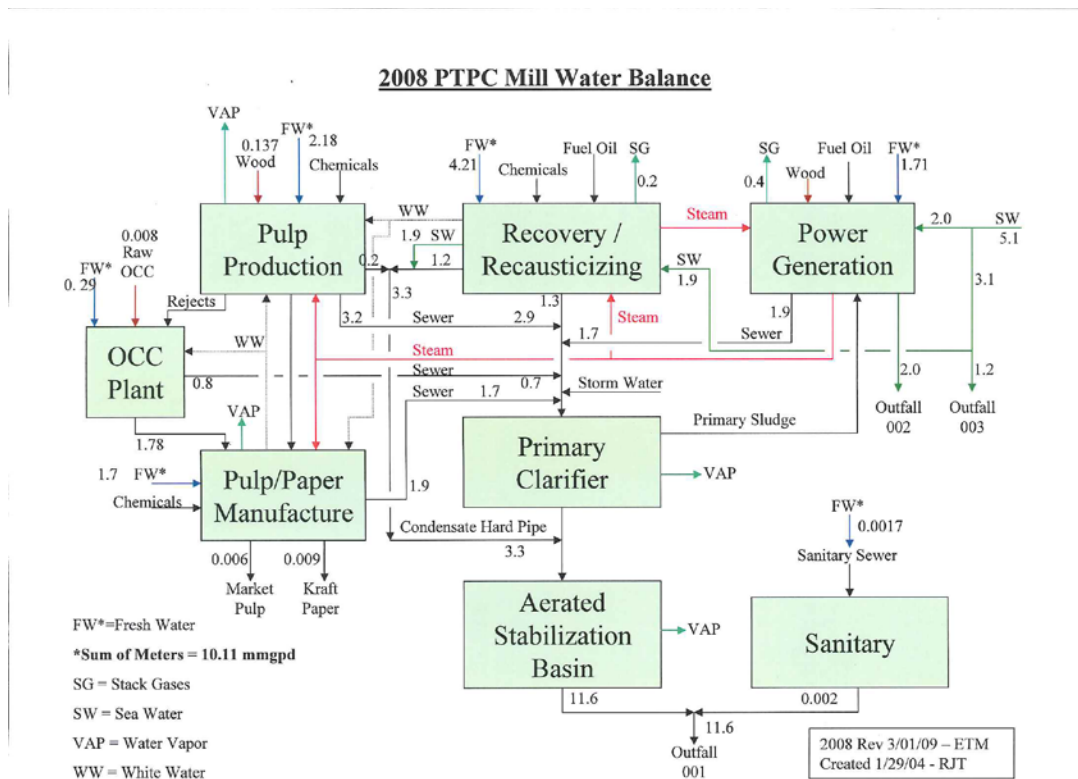 2008 PTPC Mill Water Balance
VAP
FW*
0.137
2.18
Wood
Chemicals
FW*
4.21
Chemicals
Fuel Oil
SG
0.2
SG
0.4
Wood
Fuel Oil
FW*
1.71
Pulp
Production
WW
1.9
SW
0.2
1.2
3.3
Recovery /
Recausticizing
Steam
SW
1.9
Power
Generation
2.0
SW
5.1
3.1
0.008
Raw
OCC
FW*
0. 29
Rejects
3.2
Sewer
2.9
1.3
Steam
1.7
Sewer
1.9
OCC
Plant
WW
Steam
0.8
Sewer
0.7
Sewer
1.7
Storm Water
2.0
1.2
Outfall
002
Outfall
003
VAP
1.78
Primary Sludge
1.7
FW*
Chemicals
Pulp/Paper
Manufacture
1.9
Primary
Clarifier
VAP
Condensate Hard Pipe
3.3
FW*
0.0017
Sanitary Sewer
0.006
0.009
Market
Pulp
Kraft
Paper
Aerated
Stabilization
Basin
VAP
Sanitary
FW*=Fresh Water
*Sum of Meters = 10.11 mmgpd
SG = Stack Gases
SW = Sea Water
VAP = Water Vapor
WW = White Water
11.6
0.002
11.6
Outfall
001
2008 Rev 3/01/09 – ETM
Created 1/29/04 - RJT